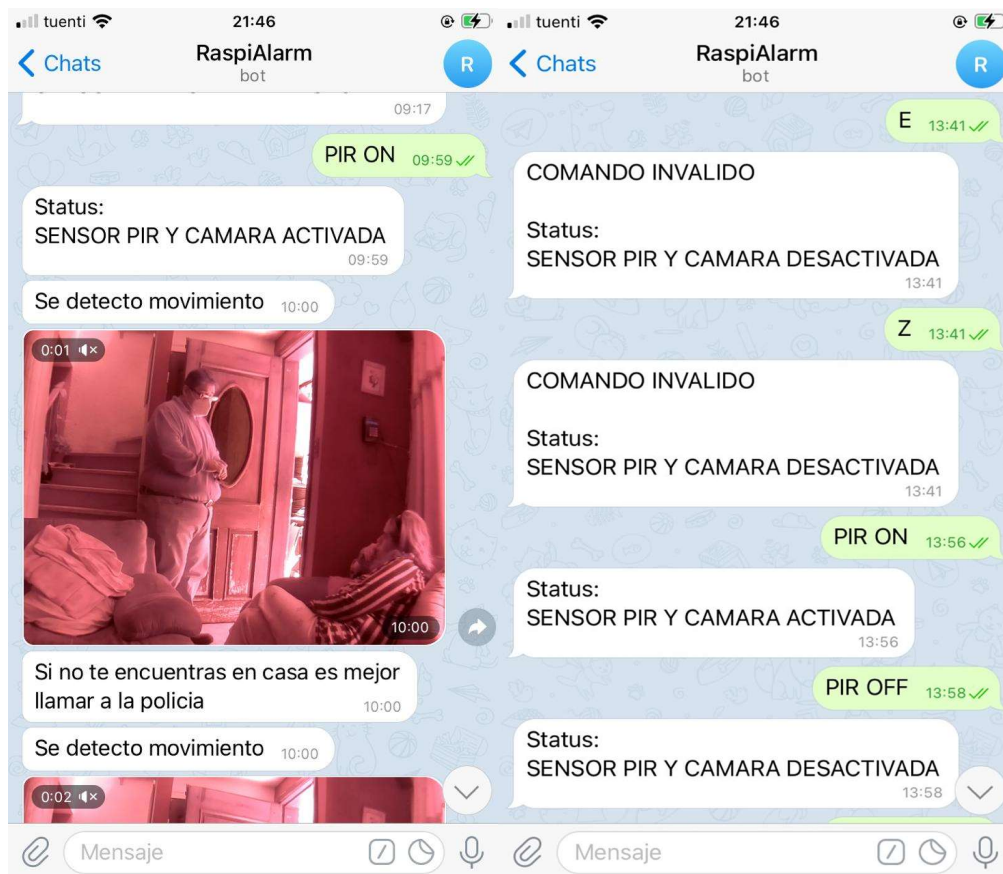 tuenti 21:46
Chats RaspiAlarm R
bot
09:17
PIR ON 09:59
Status:
SENSOR PIR Y CAMARA ACTIVADA
09:59
Se detecto movimiento 10:00
0:01
10:00
Si no te encuentras en casa es mejor
llamar a la policia 10:00
Se detecto movimiento 10:00
0:02
Mensaje
tuenti 21:46
Chats RaspiAlarm R
bot
E 13:41
COMANDO INVALIDO
Status:
SENSOR PIR Y CAMARA DESACTIVADA
13:41
Z 13:41
COMANDO INVALIDO
Status:
SENSOR PIR Y CAMARA DESACTIVADA
13:41
PIR ON 13:56
Status:
SENSOR PIR Y CAMARA ACTIVADA
13:56
PIR OFF 13:58
Status:
SENSOR PIR Y CAMARA DESACTIVADA
13:58
Mensaje